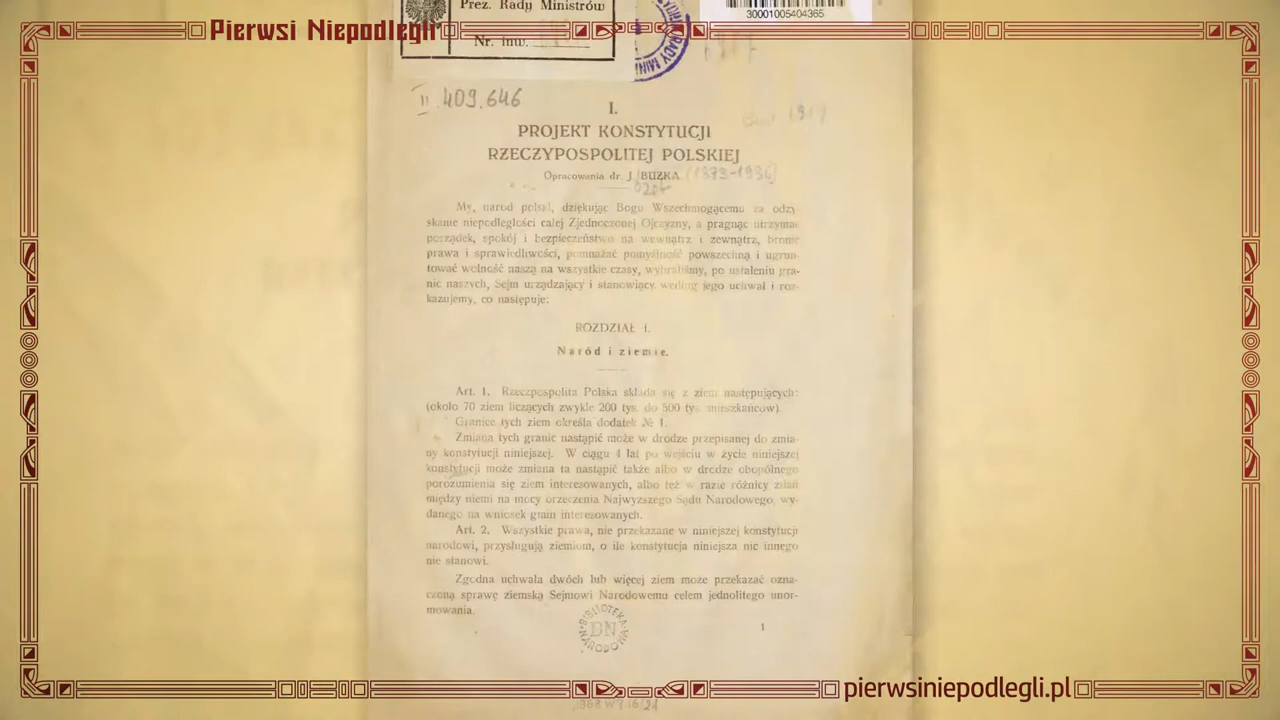 Pierwsi Niepodlegli
Prez. Rady Ministrów
Nr. inw.
30001005404365
II 409.646
I.
PROJEKT KONSTYTUCJI
RZECZYPOSPOLITEJ POLSKIEJ
Opracowania dr. J. BUZKA (1873-1936)
My, naród polski, dziękując Bogu Wszechmogącemu za odzy-
skanie niepodległości całej Zjednoczonej Ojczyzny, a pragnąc utrzymać
porządek, spokój i bezpieczeństwo na wewnątrz i zewnątrz, bronić
prawa i sprawiedliwości, pomnażać pomyślność powszechną i ugrun-
tować wolność naszą na wszystkie czasy, wybraliśmy, po ustaleniu gra-
nic naszych, Sejm urządzający i stanowiący, według jego uchwał i roz-
kazujemy, co następuje:
ROZDZIAŁ I.
Naród i ziemie.
Art. 1. Rzeczpospolita Polska składa się z ziem następujących:
(około 70 ziem liczących zwykle 200 tys. do 500 tys. mieszkańców).
Granice tych ziem określa dodatek № 1.
Zmiana tych granic nastąpić może w drodze przepisanej do zmia-
ny konstytucji niniejszej. W ciągu 4 lat po wejściu w życie niniejszej
konstytucji może zmiana ta nastąpić także albo w drodze obopólnego
porozumienia się ziem interesowanych, albo też w razie różnicy zdań
między niemi na mocy orzeczenia Najwyższego Sądu Narodowego, wy-
danego na wniosek gmin interesowanych.
Art. 2. Wszystkie prawa, nie przekazane w niniejszej konstytucji
narodowi, przysługują ziemiom, o ile konstytucja niniejsza nic innego
nie stanowi.
Zgodna uchwała dwóch lub więcej ziem może przekazać ozna-
czoną sprawę ziemską Sejmowi Narodowemu celem jednolitego unor-
mowania.
BIBLIOTEKA NARODOWA
BN
1
pierwsiniepodlegli.pl